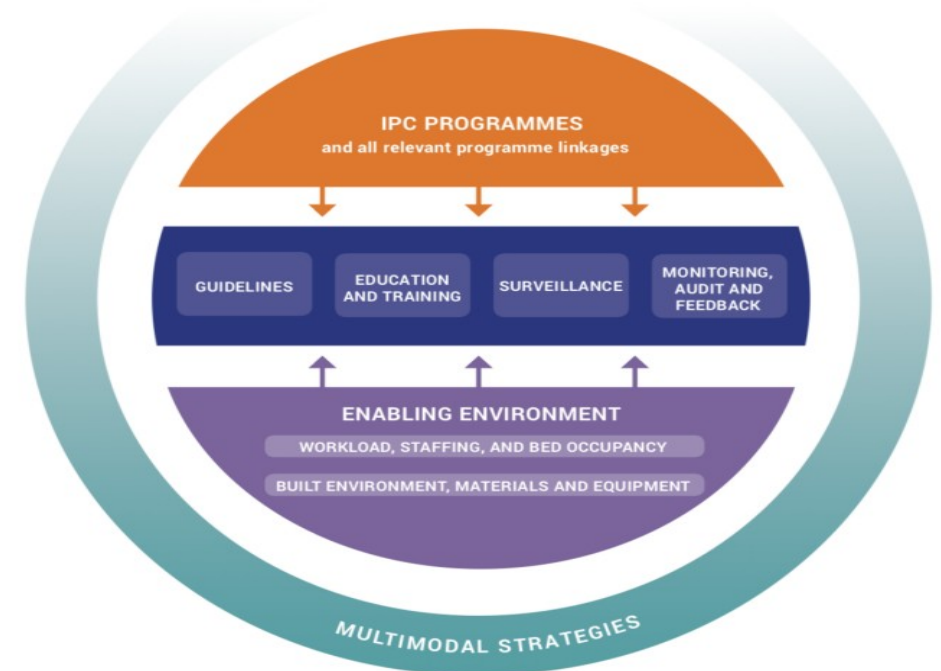 IPC PROGRAMMES
and all relevant programme linkages
GUIDELINES
EDUCATION
AND TRAINING
SURVEILLANCE
MONITORING,
AUDIT AND
FEEDBACK
ENABLING ENVIRONMENT
WORKLOAD, STAFFING, AND BED OCCUPANCY
BUILT ENVIRONMENT, MATERIALS AND EQUIPMENT
MULTIMODAL STRATEGIES